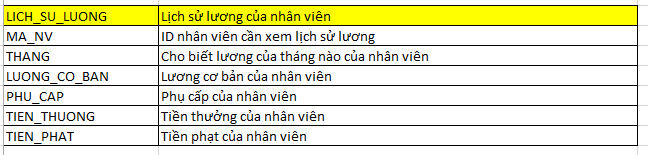 LICH_SU_LUONG Lịch sử lương của nhân viên
MA_NV ID nhân viên cần xem lịch sử lương
THANG Cho biết lương của tháng nào của nhân viên
LUONG_CO_BAN Lương cơ bản của nhân viên
PHU_CAP Phụ cấp của nhân viên
TIEN_THUONG Tiền thưởng của nhân viên
TIEN_PHAT Tiền phạt của nhân viên